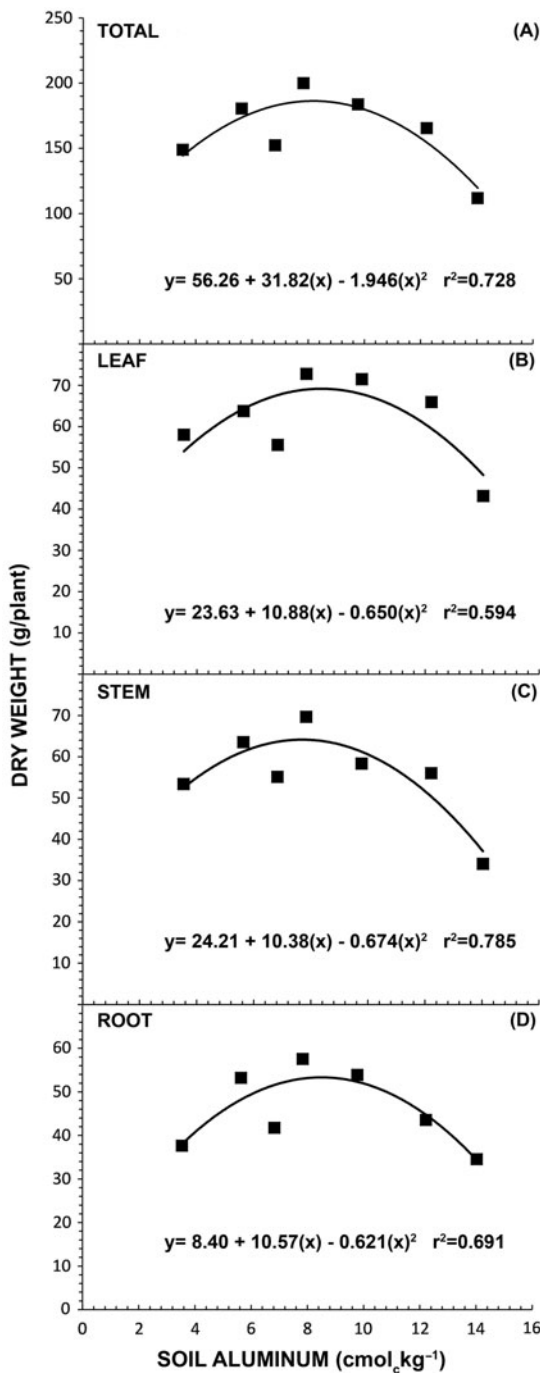 TOTAL (A)
250
200
150
100
50
y= 56.26 + 31.82(x) - 1.946(x)² r²=0.728
LEAF (B)
70
60
50
40
30
20
10
y= 23.63 + 10.88(x) - 0.650(x)² r²=0.594
STEM (C)
70
60
50
40
30
20
10
y= 24.21 + 10.38(x) - 0.674(x)² r²=0.785
ROOT (D)
60
50
40
30
20
10
0
y= 8.40 + 10.57(x) - 0.621(x)² r²=0.691
0 2 4 6 8 10 12 14 16
DRY WEIGHT (g/plant)
SOIL ALUMINUM (cmol꜀kg⁻¹)